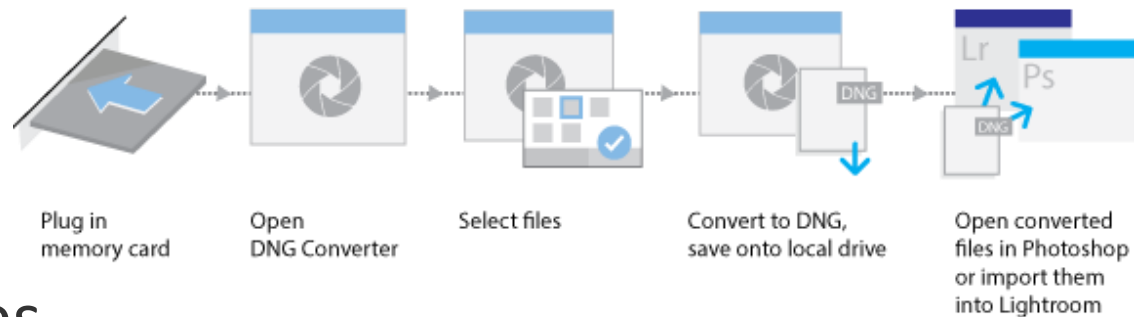 Lr
Ps
DNG
DNG
Plug in
memory card
Open
DNG Converter
Select files
Convert to DNG,
save onto local drive
Open converted
files in Photoshop
or import them
into Lightroom